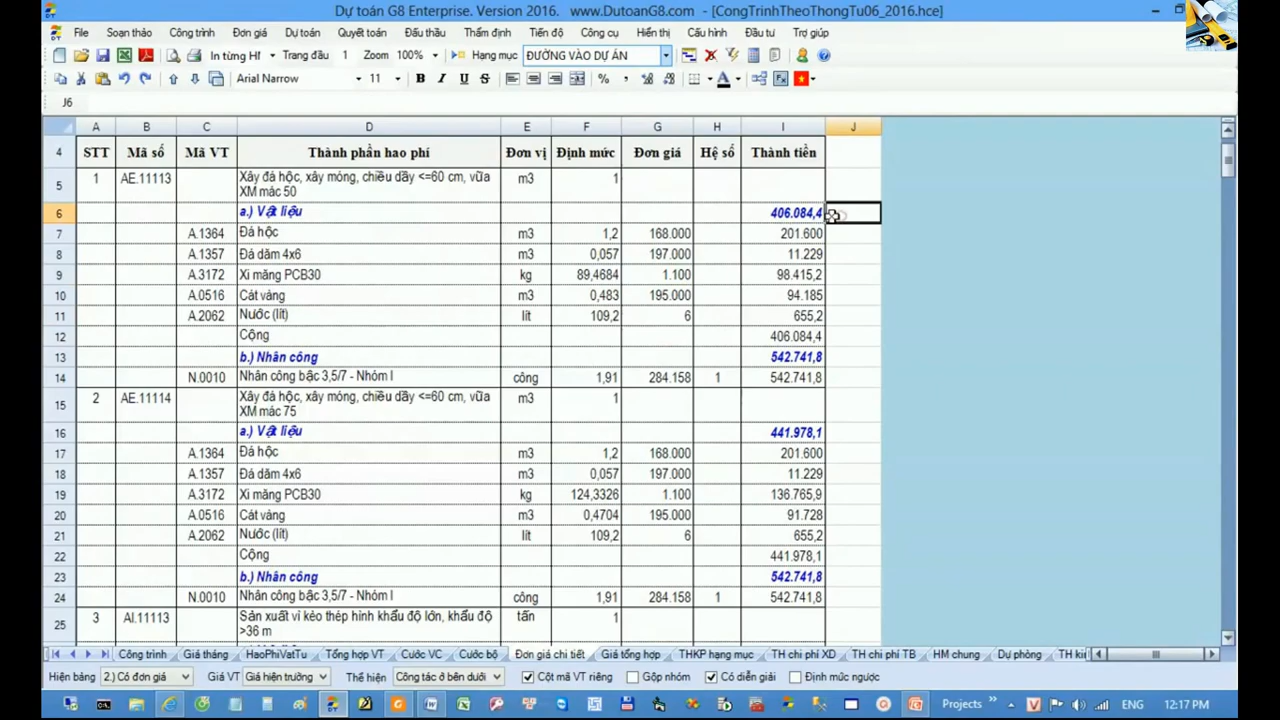 Dự toán G8 Enterprise. Version 2016. www.DutoanG8.com - [CongTrinhTheoThongTu06_2016.hce]
File Soạn thảo Công trình Đơn giá Dự toán Thẩm định Quyết toán Đấu thầu Tiến độ Công cụ Hiển thị Cấu hình Đầu tư Trợ giúp
In từng HM Trang đầu 1 Zoom 100% Hạng mục ĐƯỜNG VÀO DỰ ÁN
Arial Narrow 11 B I U S
J6
A B C D E F G H I J
4 STT Mã số Mã VT Thành phần hao phí Đơn vị Định mức Đơn giá Hệ số Thành tiền
5 1 AE.11113 Xây đá hộc, xây móng, chiều dầy <=60 cm, vữa m3 1
XM mác 50
6 a.) Vật liệu 406.084,4
7 A.1364 Đá hộc m3 1,2 168.000 201.600
8 A.1357 Đá dăm 4x6 m3 0,057 197.000 11.229
9 A.3172 Xi măng PCB30 kg 89,4684 1.100 98.415,2
10 A.0516 Cát vàng m3 0,483 195.000 94.185
11 A.2062 Nước (lít) lít 109,2 6 655,2
12 Cộng 406.084,4
13 b.) Nhân công 542.741,8
14 N.0010 Nhân công bậc 3,5/7 - Nhóm I công 1,91 284.158 1 542.741,8
15 2 AE.11114 Xây đá hộc, xây móng, chiều dầy <=60 cm, vữa m3 1
XM mác 75
16 a.) Vật liệu 441.978,1
17 A.1364 Đá hộc m3 1,2 168.000 201.600
18 A.1357 Đá dăm 4x6 m3 0,057 197.000 11.229
19 A.3172 Xi măng PCB30 kg 124,3326 1.100 136.765,9
20 A.0516 Cát vàng m3 0,4704 195.000 91.728
21 A.2062 Nước (lít) lít 109,2 6 655,2
22 Cộng 441.978,1
23 b.) Nhân công 542.741,8
24 N.0010 Nhân công bậc 3,5/7 - Nhóm I công 1,91 284.158 1 542.741,8
25 3 AI.11113 Sản xuất vì kèo thép hình khẩu độ lớn, khẩu độ tấn 1
>36 m
Công trình Giá tháng HaoPhiVatTu Tổng hợp VT Cước VC Cước bộ Đơn giá chi tiết Giá tổng hợp THKP hạng mục TH chi phí XD TH chi phí TB HM chung Dự phòng
Hiện bảng 2.) Có đơn giá Giá VT Giá hiện trường Thể hiện Công tác ở bên dưới Cột mã VT riêng Gộp nhóm Có diễn giải Định mức ngược
Projects ENG 12:17 PM